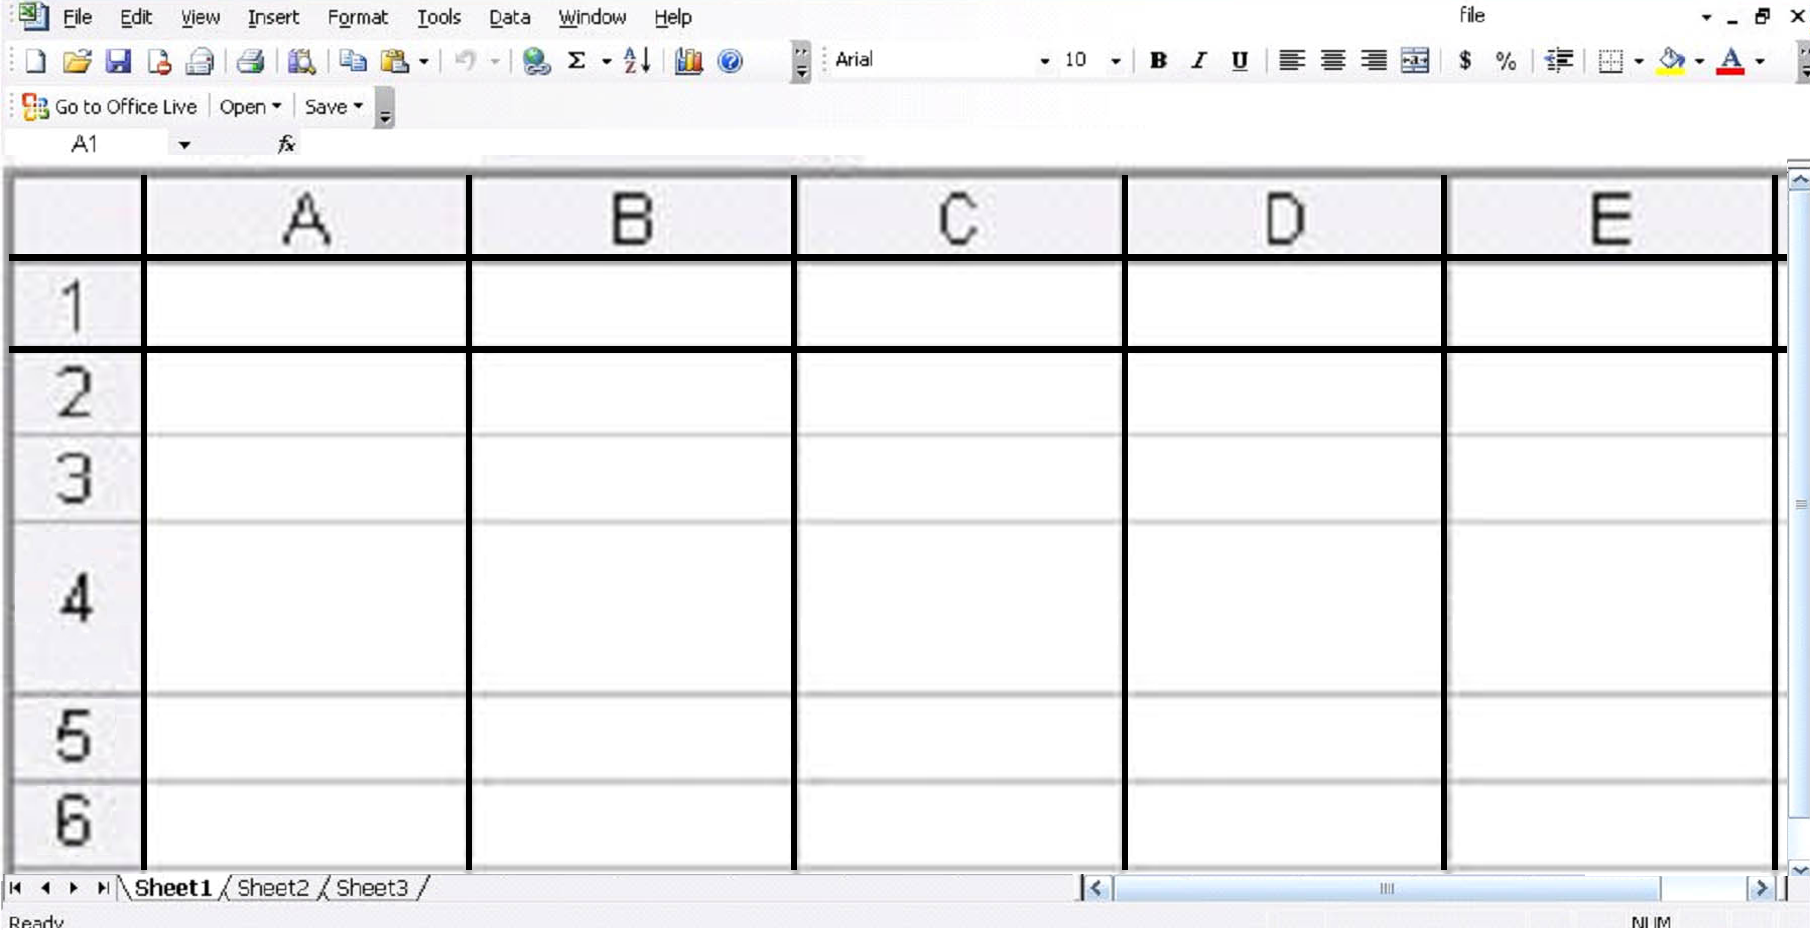 File Edit View Insert Format Tools Data Window Help file
Arial 10 B I U $ %
Go to Office Live Open Save
A1 fx
A B C D E
1
2
3
4
5
6
Sheet1 Sheet2 Sheet3
Ready NUM